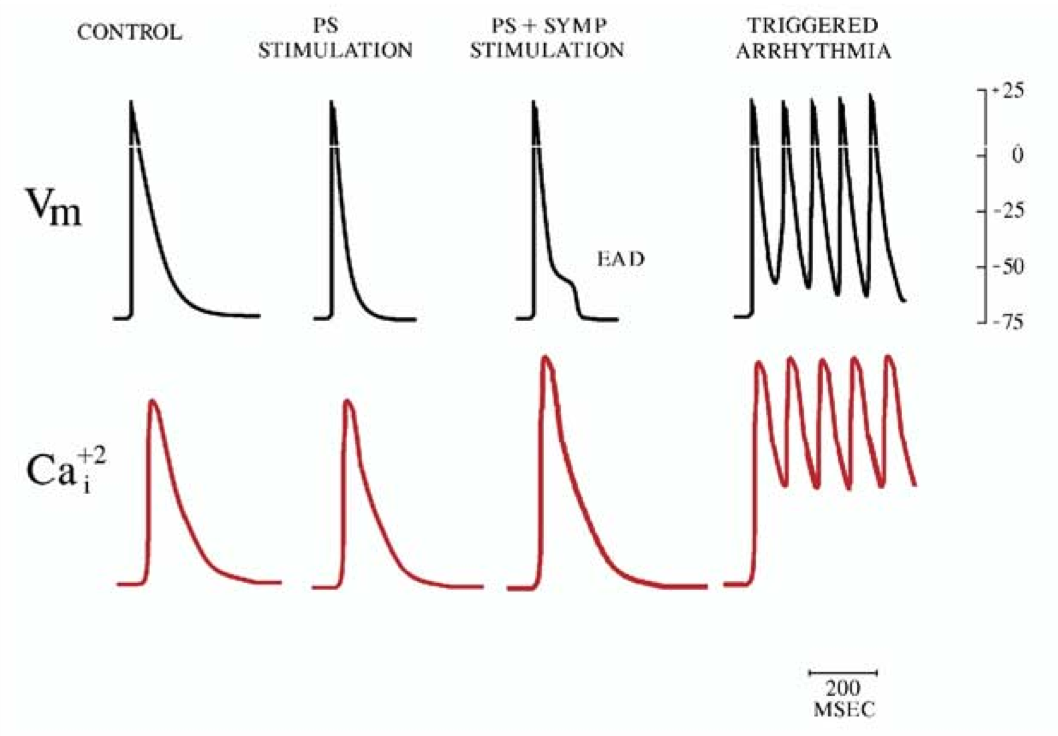 CONTROL
PS
STIMULATION
PS + SYMP
STIMULATION
TRIGGERED
ARRHYTHMIA
Vm
EAD
+25
0
-25
-50
-75
Ca+2i
200
MSEC